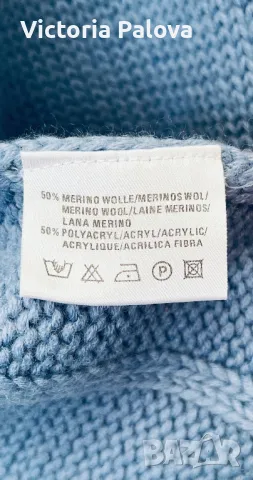 Victoria Palova
50% MERINO WOLLE/MERINOS WOL/
MERINO WOOL/LAINE MERINOS/
LANA MERINO
50% POLYACRYL/ACRYL/ACRYLIC/
ACRYLIQUE/ACRILICA FIBRA
P
BAZAR